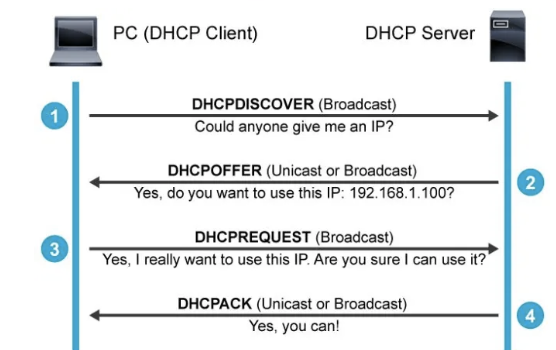 PC (DHCP Client)
DHCP Server
1
DHCPDISCOVER (Broadcast)
Could anyone give me an IP?
DHCPOFFER (Unicast or Broadcast)
2
Yes, do you want to use this IP: 192.168.1.100?
DHCPREQUEST (Broadcast)
3
Yes, I really want to use this IP. Are you sure I can use it?
DHCPACK (Unicast or Broadcast)
4
Yes, you can!